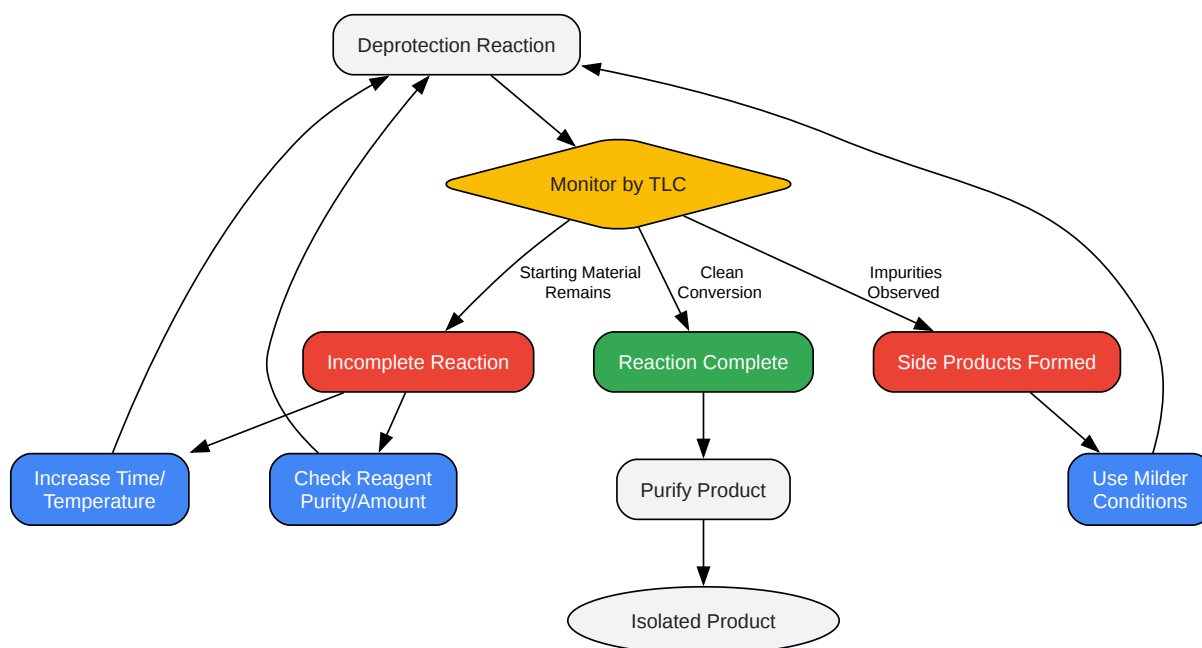 Deprotection Reaction
Monitor by TLC
Starting Material
Remains
Clean
Conversion
Impurities
Observed
Incomplete Reaction
Reaction Complete
Side Products Formed
Increase Time/
Temperature
Check Reagent
Purity/Amount
Purify Product
Use Milder
Conditions
Isolated Product